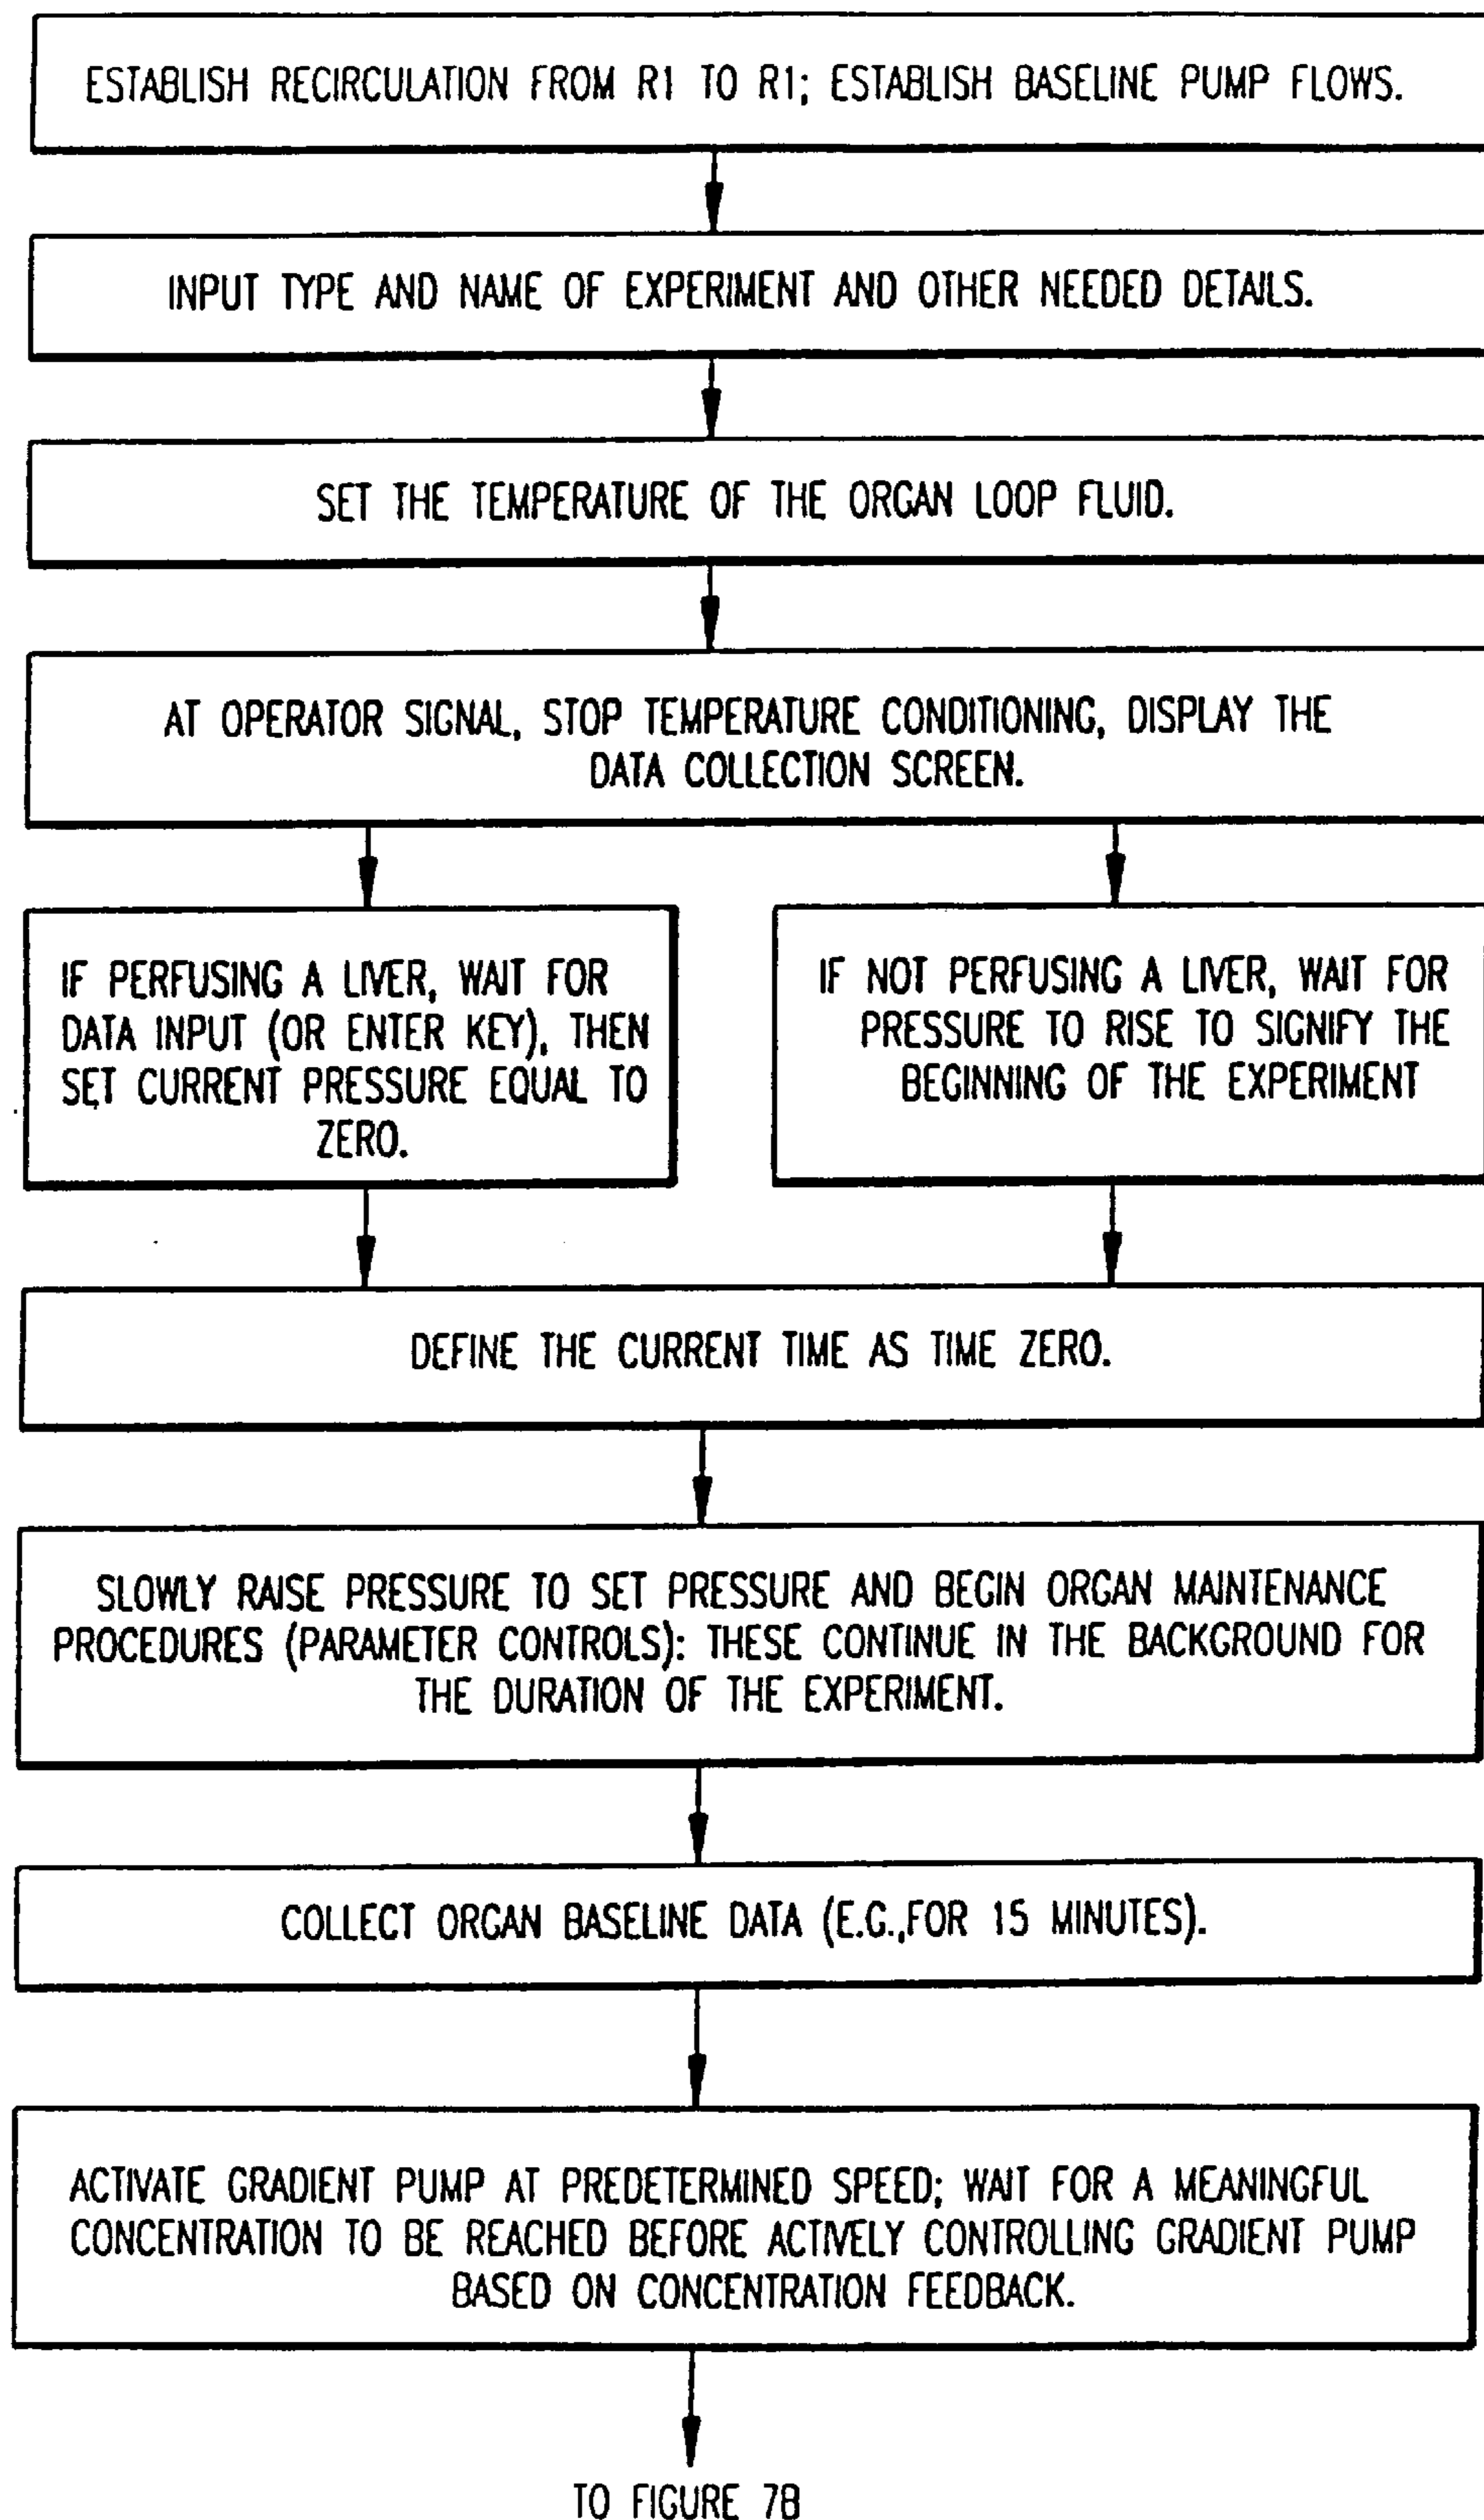 ESTABLISH RECIRCULATION FROM R1 TO R1; ESTABLISH BASELINE PUMP FLOWS.
INPUT TYPE AND NAME OF EXPERIMENT AND OTHER NEEDED DETAILS.
SET THE TEMPERATURE OF THE ORGAN LOOP FLUID.
AT OPERATOR SIGNAL, STOP TEMPERATURE CONDITIONING, DISPLAY THE
DATA COLLECTION SCREEN.
IF PERFUSING A LIVER, WAIT FOR
DATA INPUT (OR ENTER KEY), THEN
SET CURRENT PRESSURE EQUAL TO
ZERO.
IF NOT PERFUSING A LIVER, WAIT FOR
PRESSURE TO RISE TO SIGNIFY THE
BEGINNING OF THE EXPERIMENT
DEFINE THE CURRENT TIME AS TIME ZERO.
SLOWLY RAISE PRESSURE TO SET PRESSURE AND BEGIN ORGAN MAINTENANCE
PROCEDURES (PARAMETER CONTROLS): THESE CONTINUE IN THE BACKGROUND FOR
THE DURATION OF THE EXPERIMENT.
COLLECT ORGAN BASELINE DATA (E.G.,FOR 15 MINUTES).
ACTIVATE GRADIENT PUMP AT PREDETERMINED SPEED; WAIT FOR A MEANINGFUL
CONCENTRATION TO BE REACHED BEFORE ACTIVELY CONTROLLING GRADIENT PUMP
BASED ON CONCENTRATION FEEDBACK.
TO FIGURE 7B